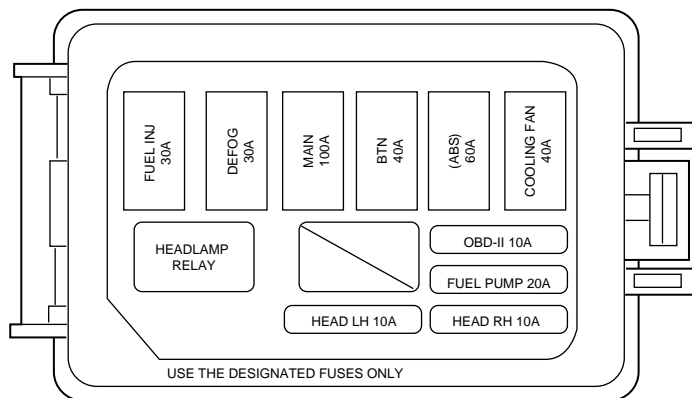 FUEL INJ
30A
DEFOG
30A
MAIN
100A
BTN
40A
(ABS)
60A
COOLING FAN
40A
HEADLAMP
RELAY
OBD-II 10A
FUEL PUMP 20A
HEAD LH 10A
HEAD RH 10A
USE THE DESIGNATED FUSES ONLY